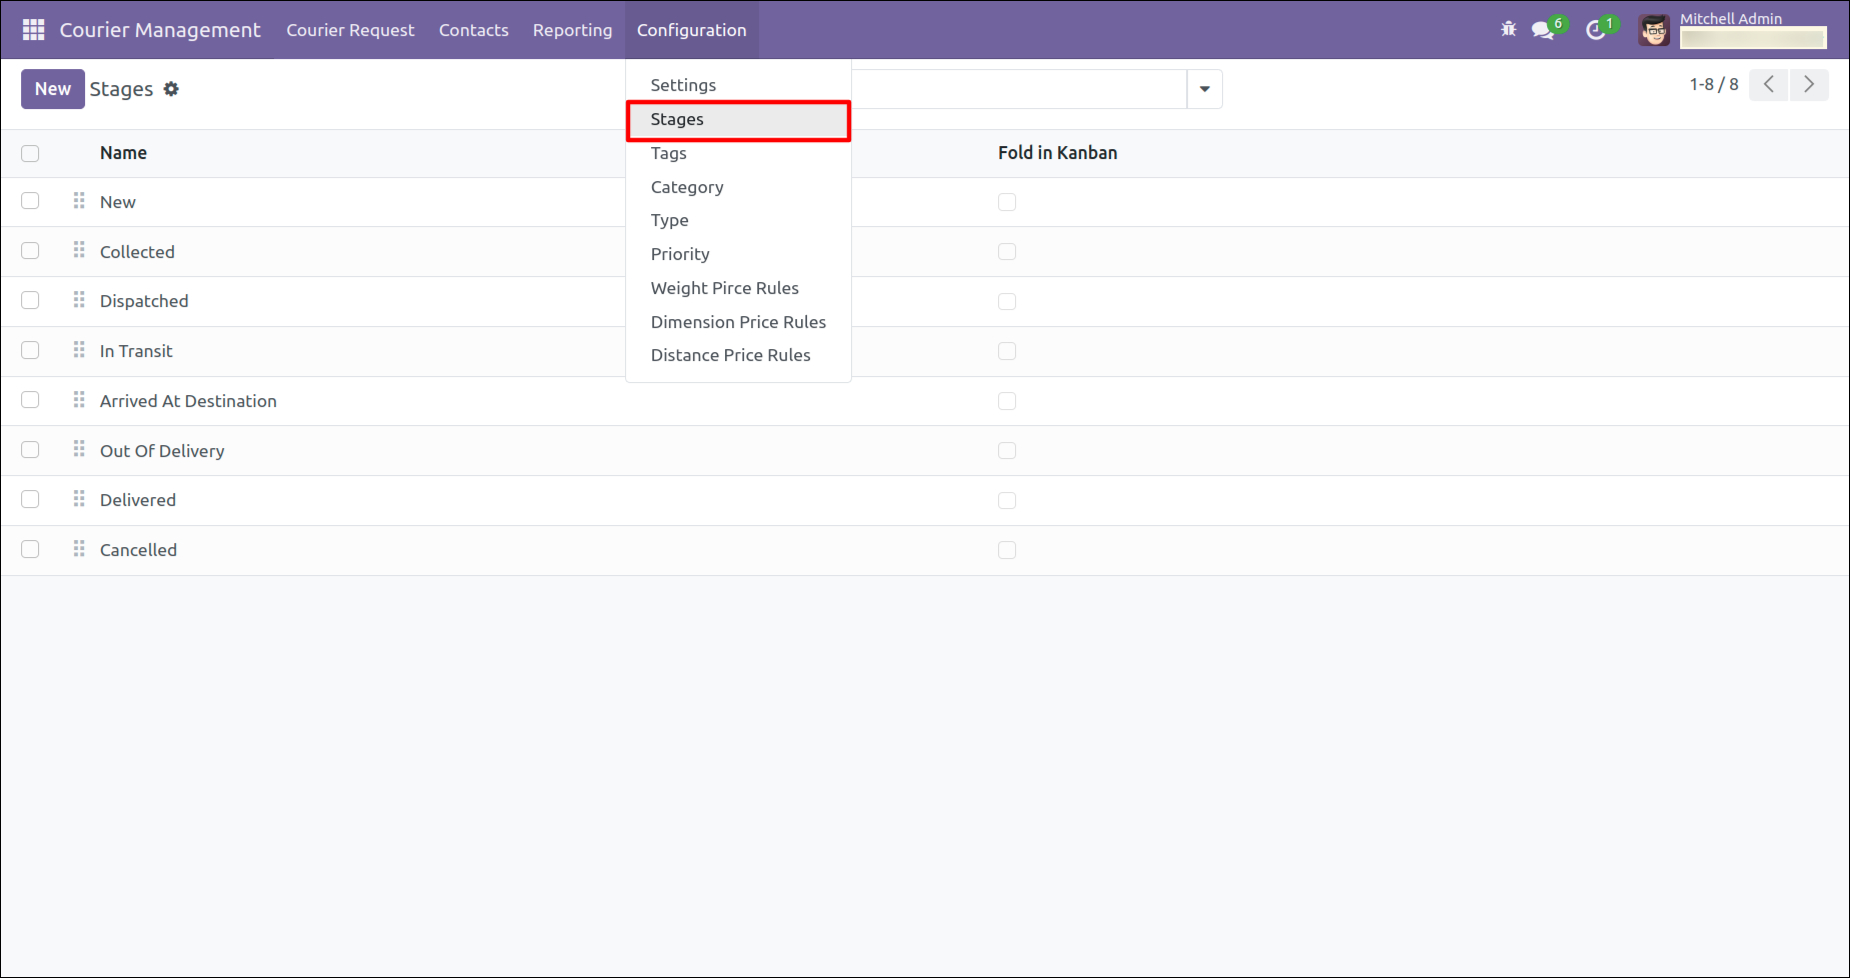 Courier Management Courier Request Contacts Reporting Configuration 6 1 Mitchell Admin
New Stages 1-8 / 8
Settings
Stages
Tags
Category
Type
Priority
Weight Pirce Rules
Dimension Price Rules
Distance Price Rules
Name Fold in Kanban
New
Collected
Dispatched
In Transit
Arrived At Destination
Out Of Delivery
Delivered
Cancelled